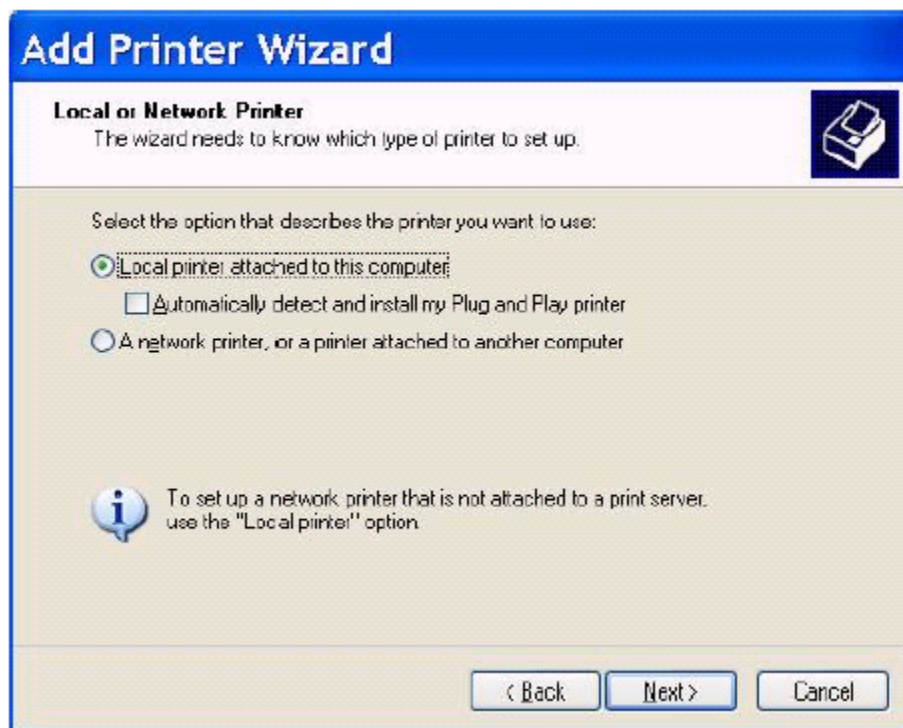 Add Printer Wizard
Local or Network Printer
The wizard needs to know which type of printer to set up.
Select the option that describes the printer you want to use:
Local printer attached to this computer
Automatically detect and install my Plug and Play printer
A network printer, or a printer attached to another computer
To set up a network printer that is not attached to a print server,
use the "Local printer" option.
< Back Next > Cancel